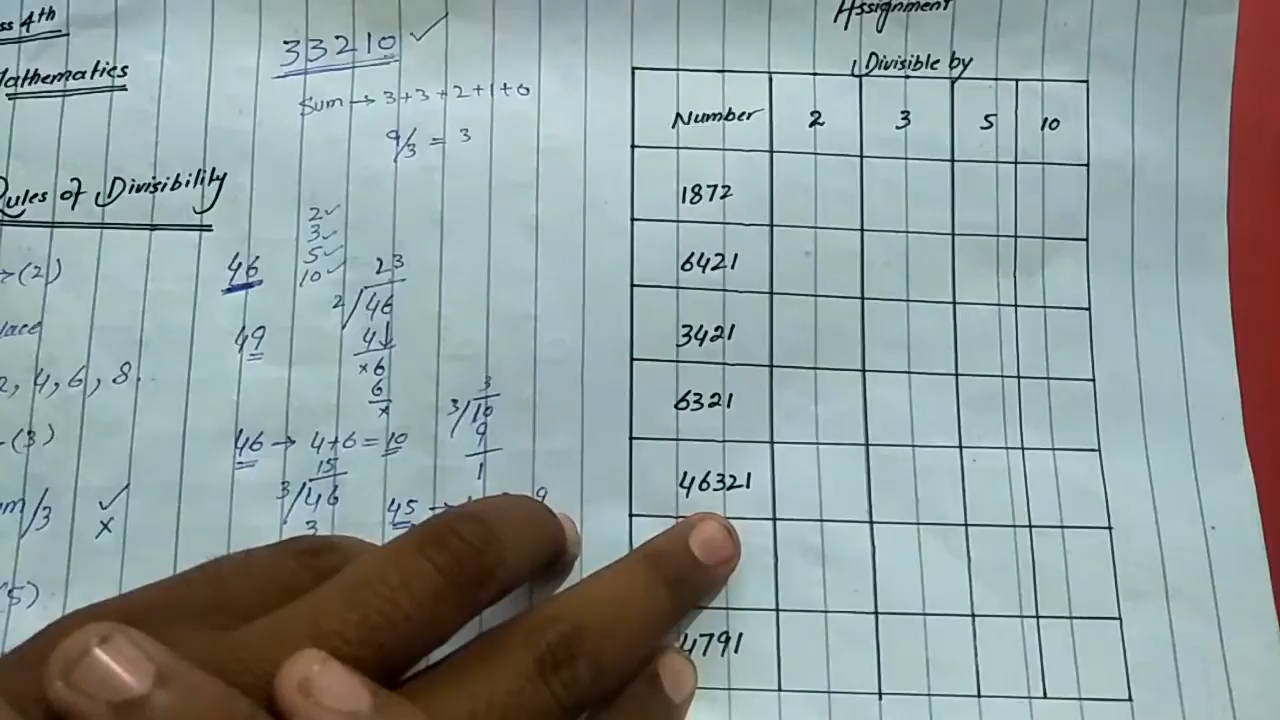 ss 4th
Mathematics
Rules of Divisibility
(2)
2, 4, 6, 8.
(3)
m/3 ✓
x
(5)
33210 ✓
Sum → 3+3+2+1+0
9/3 = 3
2✓
3✓
5✓
10✓
46
23
2/46
4↓
×6
6
x
49
46 → 4+6=10
3
3/10
9
1
15
3/46
3
45 →
9
Assignment
Divisible by
Number 2 3 5 10
1872
6421
3421
6321
46321
4791